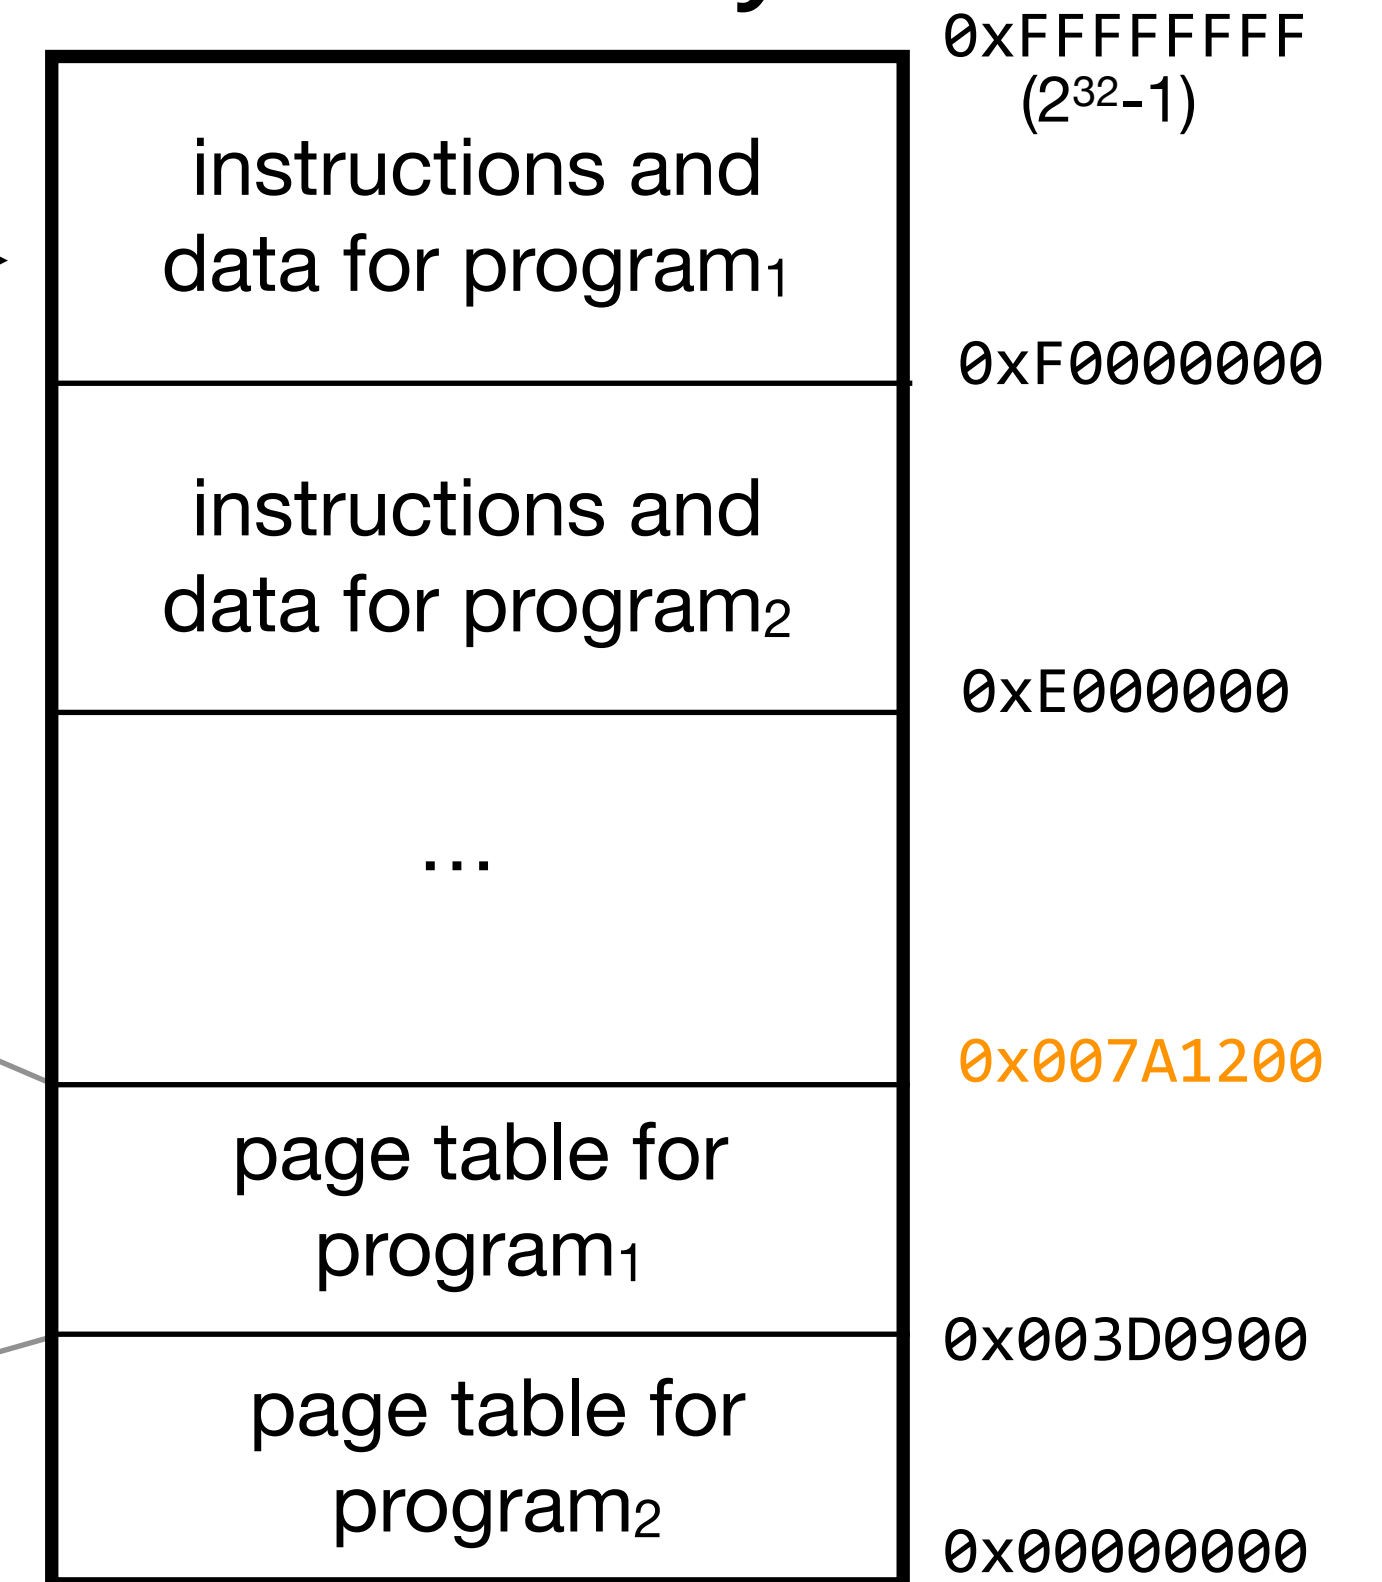 0xFFFFFFFF
(2³²-1)
instructions and
data for program₁
0xF0000000
instructions and
data for program₂
0xE000000
...
0x007A1200
page table for
program₁
0x003D0900
page table for
program₂
0x00000000